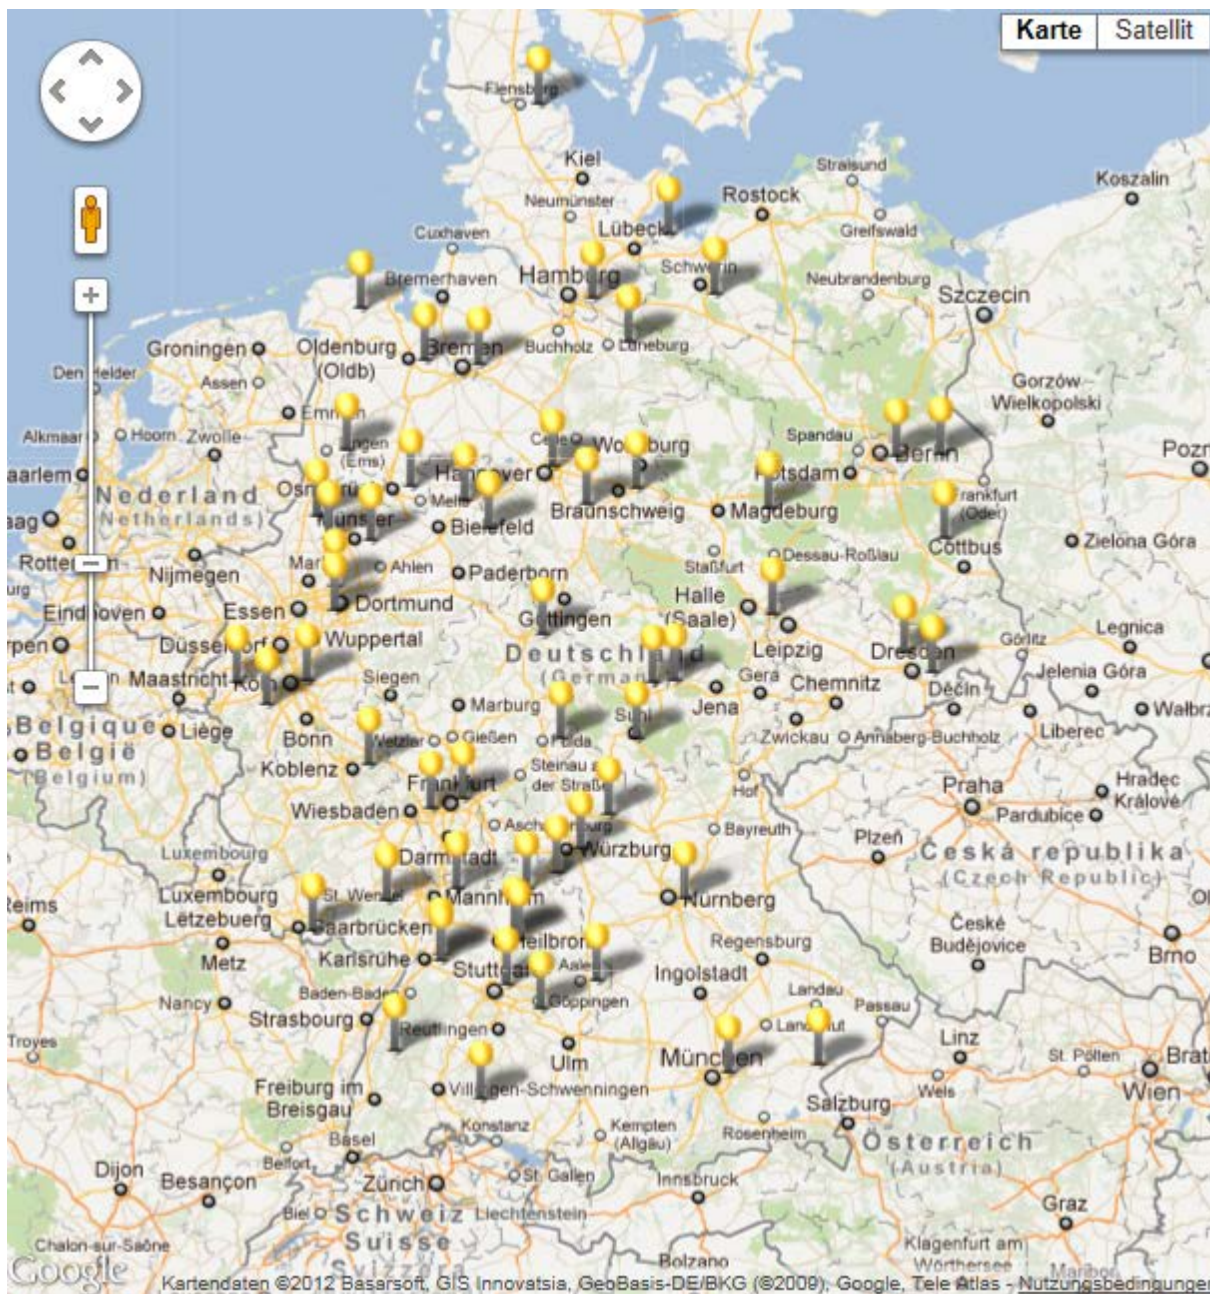 Karte Satellit
Flensburg
Kiel
Stralsund
Koszalin
Neumünster
Rostock
Cuxhaven
Lübeck
Greifswald
Bremerhaven
Hamburg
Schwerin
Neubrandenburg
Szczecin
Groningen
Oldenburg
(Oldb)
Bremen
Buchholz
Lüneburg
Den Helder
Assen
Gorzów
Wielkopolski
Emmen
Alkmaar
Hoorn
Zwolle
Lingen
(Ems)
Celle
Wolfsburg
Spandau
Berlin
Pozn
aarlem
Hannover
Potsdam
Nederland
(Netherlands)
Osnabrück
Melle
Frankfurt
(Oder)
aag
Münster
Bielefeld
Braunschweig
Magdeburg
Rotterdam
Nijmegen
Marl
Ahlen
Paderborn
Staßfurt
Dessau-Roßlau
Cottbus
Zielona Góra
urg
Eindhoven
Essen
Dortmund
Göttingen
Halle
(Saale)
rpen
Düsseldorf
Wuppertal
Deutschland
(Germany)
Leipzig
Dresden
Görlitz
Legnica
Maastricht
Köln
Siegen
Jena
Gera
Chemnitz
Děčín
Jelenia Góra
Belgique
België
(Belgium)
Liège
Bonn
Marburg
Suhl
Zwickau
Annaberg-Buchholz
Liberec
Wałbrz
Wetzlar
Gießen
Fulda
Koblenz
Steinau a
der Straße
Hof
Praha
Hradec
Králové
Frankfurt
Wiesbaden
Pardubice
Aschaffenburg
Bayreuth
Plzeň
Luxembourg
Darmstadt
Würzburg
Česká republika
(Czech Republic)
Luxembourg
Lëtzebuerg
St. Wendel
Mannheim
Nürnberg
Reims
Saarbrücken
České
Budějovice
Metz
Karlsruhe
Heilbronn
Regensburg
Brno
Stuttgart
Aalen
Ingolstadt
Nancy
Baden-Baden
Göppingen
Landau
Passau
Strasbourg
Reutlingen
Landshut
Troyes
Ulm
München
Linz
St. Pölten
Brat
Wels
Wien
Freiburg im
Breisgau
Villingen-Schwenningen
Salzburg
Basel
Konstanz
Kempten
(Allgäu)
Rosenheim
Österreich
(Austria)
Belfort
Dijon
Besançon
Zürich
St. Gallen
Innsbruck
Biel
Schweiz
Liechtenstein
Graz
Suisse
Svizzera
Chalon-sur-Saône
Bolzano
Klagenfurt am
Wörthersee
Maribor
Google
Kartendaten ©2012 Basarsoft, GIS Innovatsia, GeoBasis-DE/BKG (©2009), Google, Tele Atlas - Nutzungsbedingungen